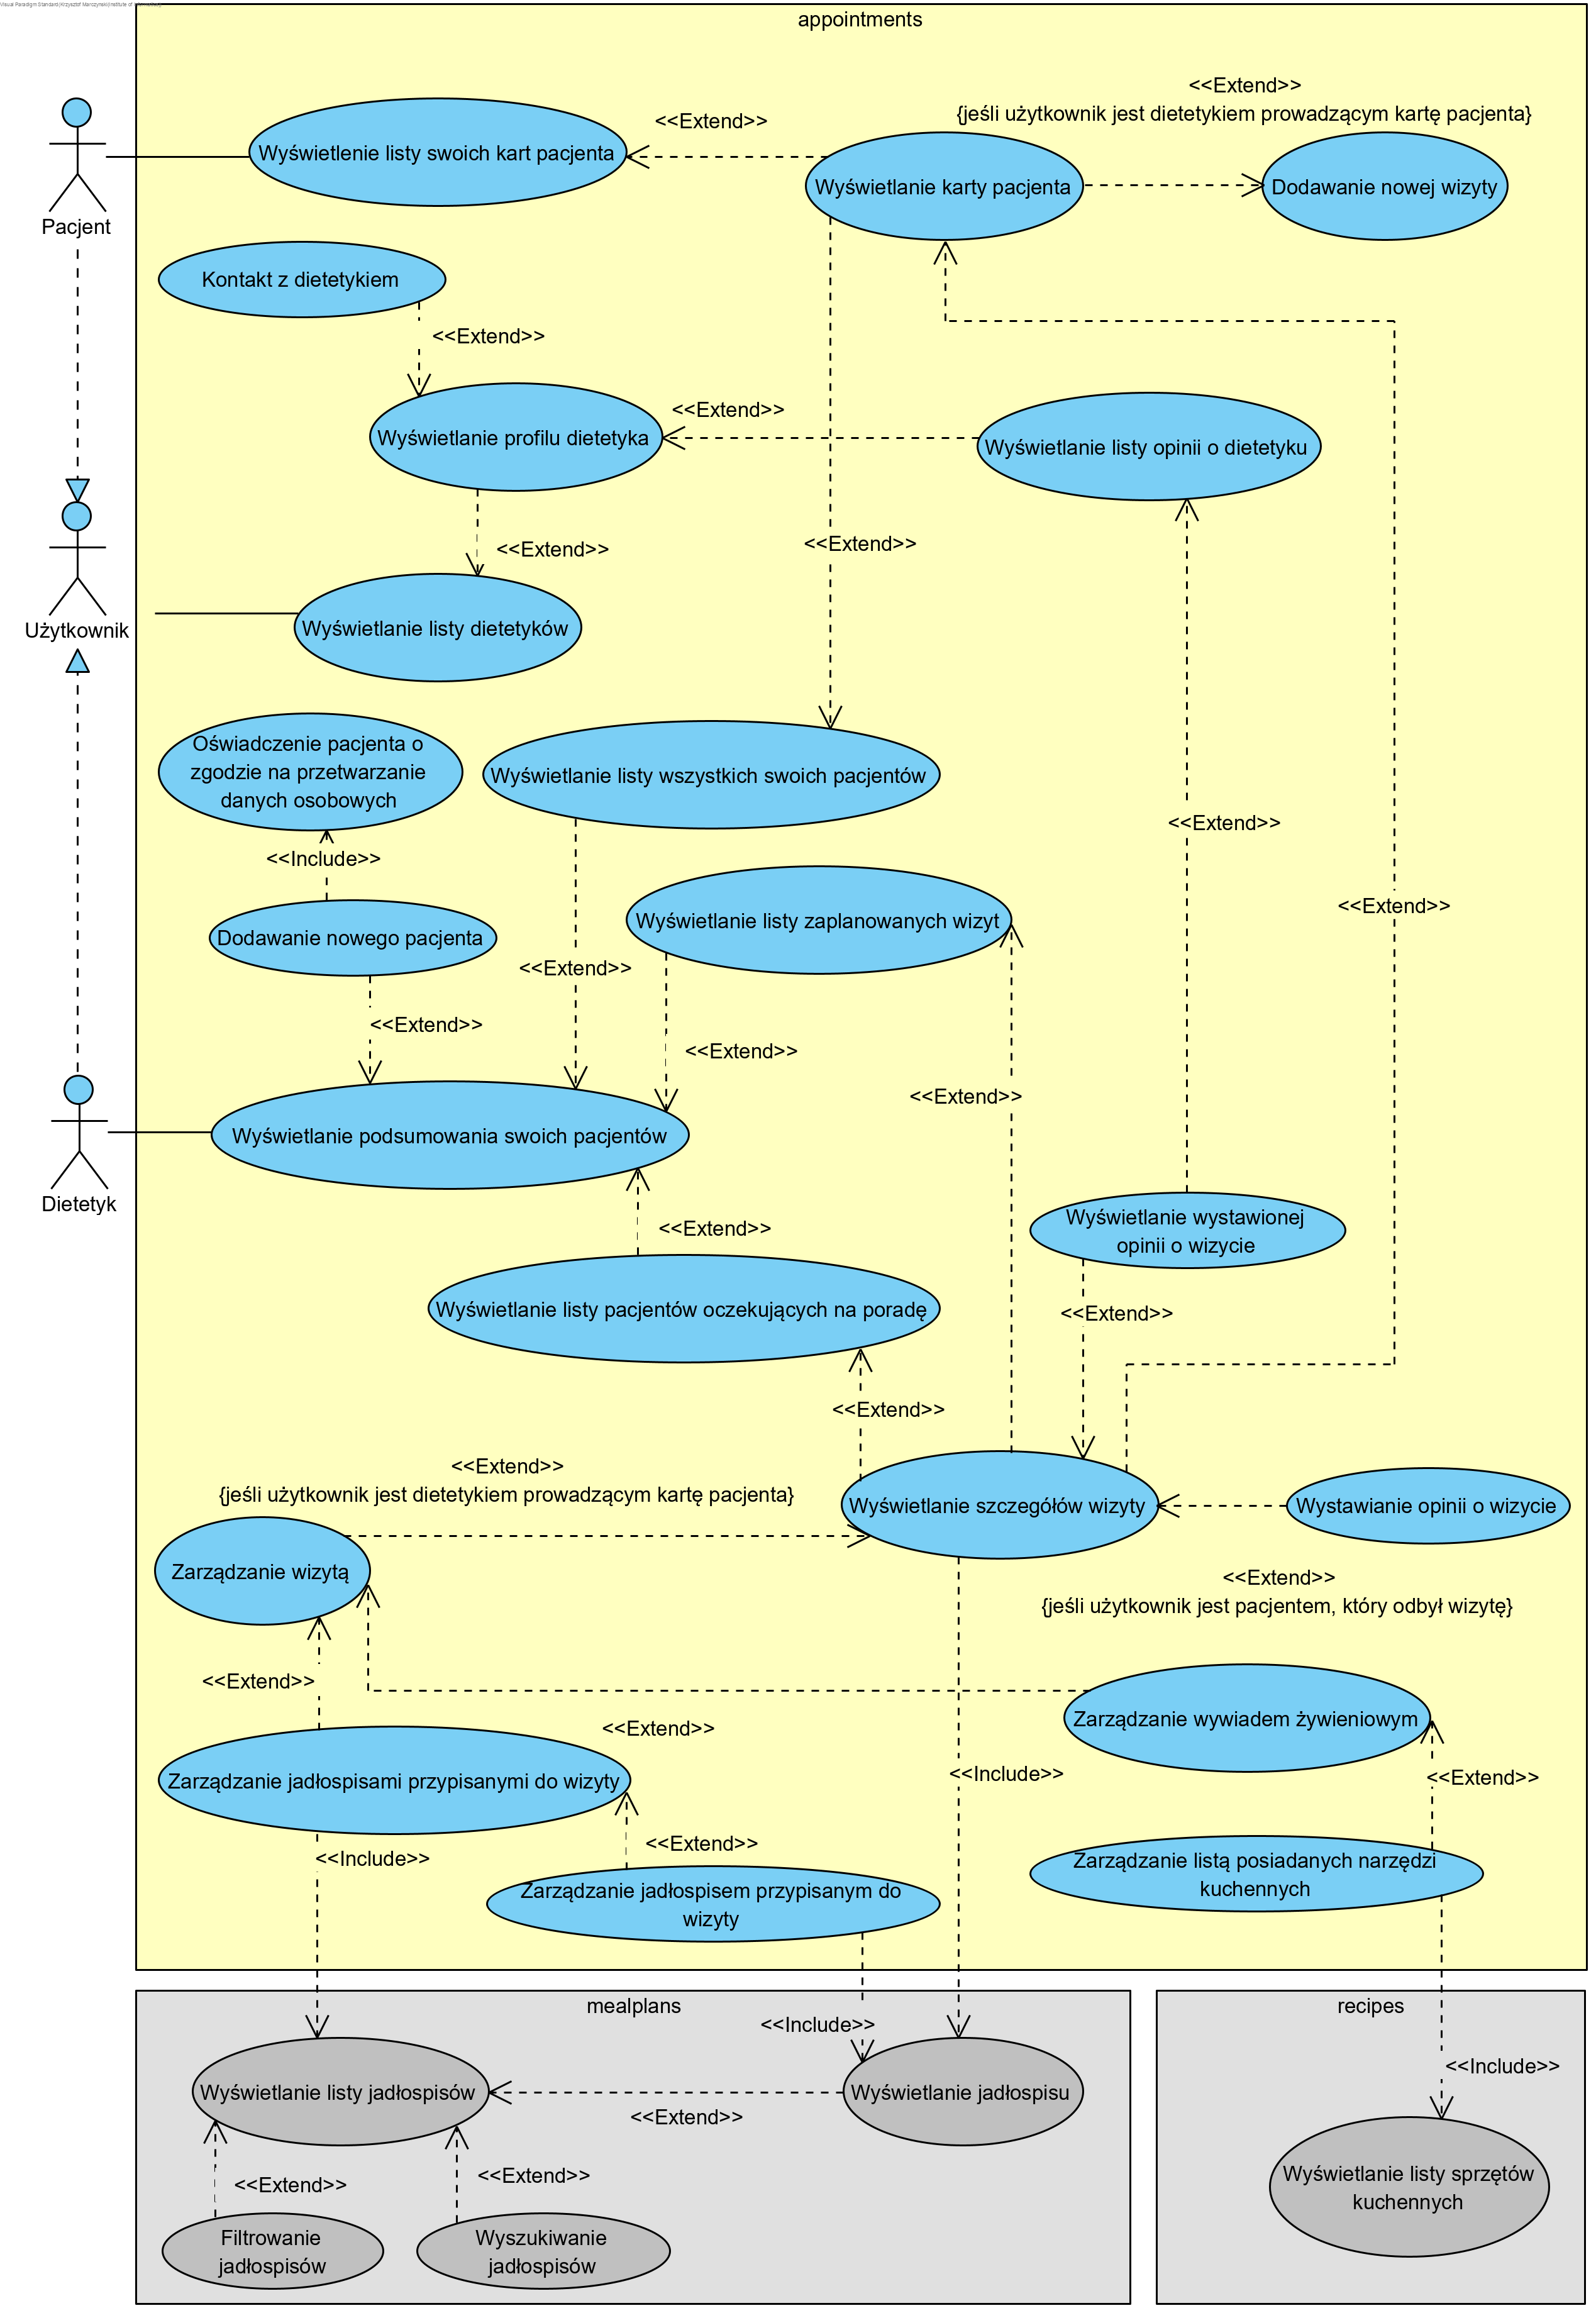 Visual Paradigm Standard(Krzysztof Marszyński(Institute of
appointments
<<Extend>>
{jeśli użytkownik jest dietetykiem prowadzącym kartę pacjenta}
<<Extend>>
Wyświetlenie listy swoich kart pacjenta
Wyświetlanie karty pacjenta
Dodawanie nowej wizyty
Pacjent
Kontakt z dietetykiem
<<Extend>>
<<Extend>>
Wyświetlanie profilu dietetyka
Wyświetlanie listy opinii o dietetyku
<<Extend>>
<<Extend>>
Użytkownik
Wyświetlanie listy dietetyków
Oświadczenie pacjenta o
zgodzie na przetwarzanie
danych osobowych
Wyświetlanie listy wszystkich swoich pacjentów
<<Extend>>
<<Include>>
<<Extend>>
Wyświetlanie listy zaplanowanych wizyt
Dodawanie nowego pacjenta
<<Extend>>
<<Extend>>
<<Extend>>
<<Extend>>
Wyświetlanie podsumowania swoich pacjentów
Dietetyk
Wyświetlanie wystawionej
opinii o wizycie
<<Extend>>
Wyświetlanie listy pacjentów oczekujących na poradę
<<Extend>>
<<Extend>>
<<Extend>>
{jeśli użytkownik jest dietetykiem prowadzącym kartę pacjenta}
Wyświetlanie szczegółów wizyty
Wystawianie opinii o wizycie
Zarządzanie wizytą
<<Extend>>
{jeśli użytkownik jest pacjentem, który odbył wizytę}
<<Extend>>
Zarządzanie wywiadem żywieniowym
<<Extend>>
<<Include>>
<<Extend>>
Zarządzanie jadłospisami przypisanymi do wizyty
<<Extend>>
<<Include>>
Zarządzanie listą posiadanych narzędzi
kuchennych
Zarządzanie jadłospisem przypisanym do
wizyty
mealplans
recipes
<<Include>>
<<Include>>
Wyświetlanie listy jadłospisów
Wyświetlanie jadłospisu
<<Extend>>
<<Extend>>
<<Extend>>
Wyświetlanie listy sprzętów
kuchennych
Filtrowanie
jadłospisów
Wyszukiwanie
jadłospisów